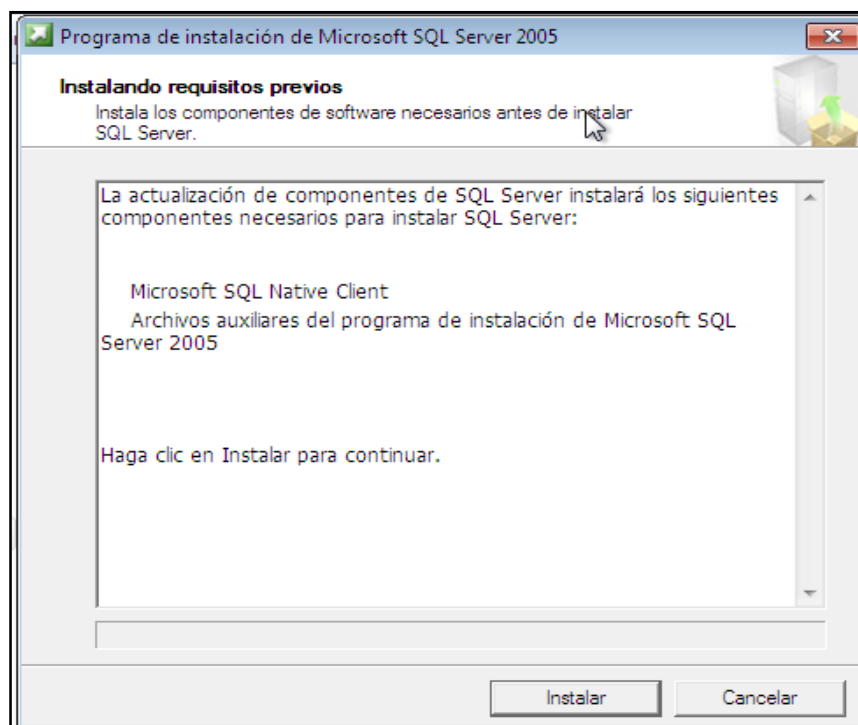 Programa de instalación de Microsoft SQL Server 2005
Instalando requisitos previos
Instala los componentes de software necesarios antes de instalar
SQL Server.
La actualización de componentes de SQL Server instalará los siguientes
componentes necesarios para instalar SQL Server:
Microsoft SQL Native Client
Archivos auxiliares del programa de instalación de Microsoft SQL
Server 2005
Haga clic en Instalar para continuar.
Instalar
Cancelar